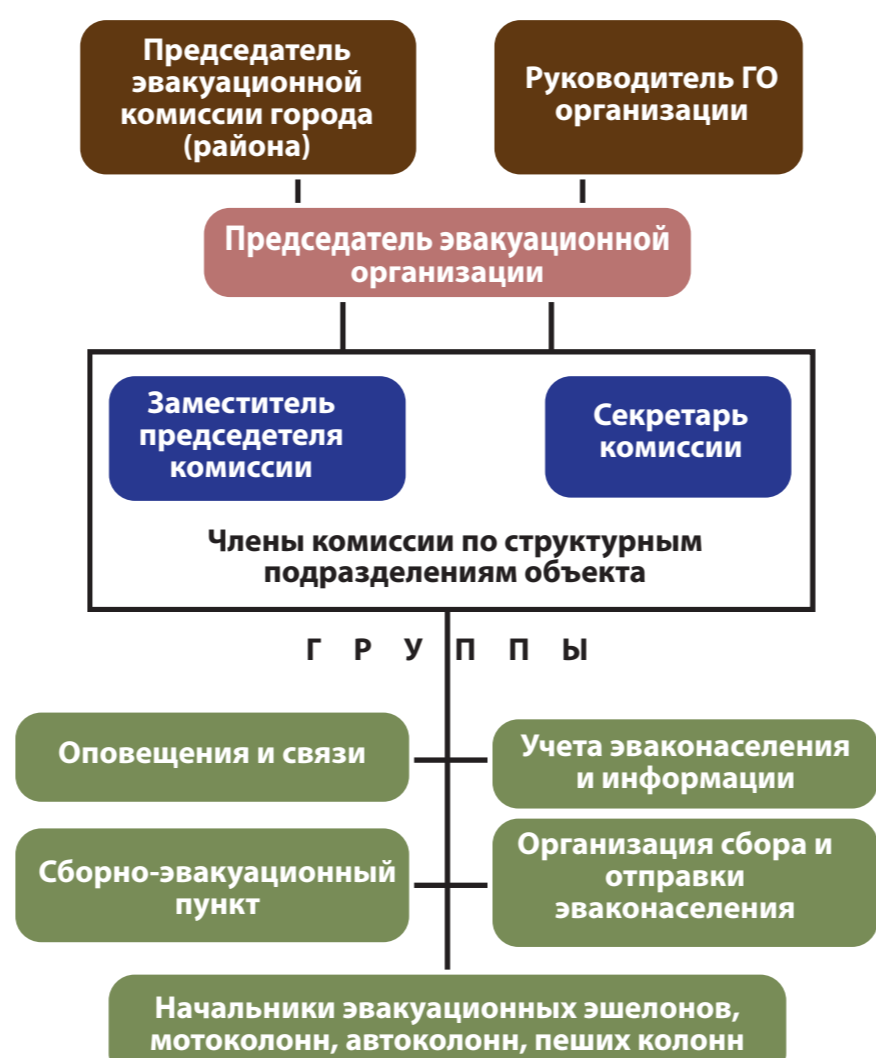 Председатель
эвакуационной
комиссии города
(района)
Руководитель ГО
организации
Председатель эвакуационной
организации
Заместитель
председетеля
комиссии
Секретарь
комиссии
Члены комиссии по структурным
подразделениям объекта
Г Р У П П Ы
Оповещения и связи
Учета эваконаселения
и информации
Сборно-эвакуационный
пункт
Организация сбора и
отправки
эваконаселения
Начальники эвакуационных эшелонов,
мотоколонн, автоколонн, пеших колонн